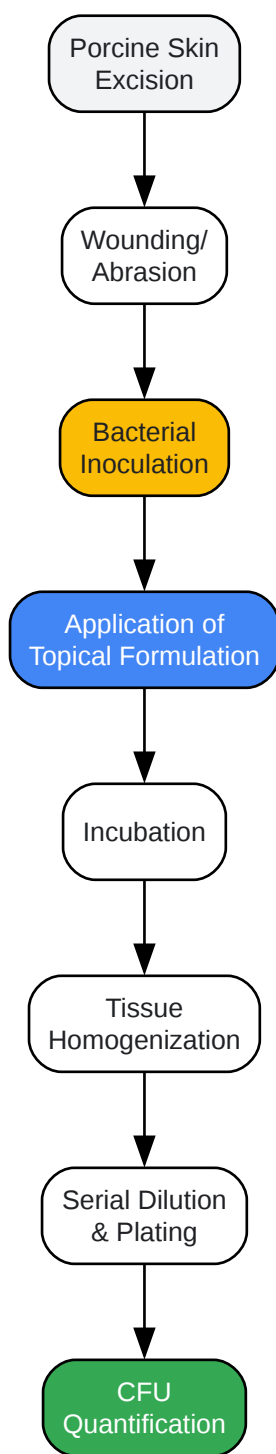 Porcine Skin
Excision
Wounding/
Abrasion
Bacterial
Inoculation
Application of
Topical Formulation
Incubation
Tissue
Homogenization
Serial Dilution
& Plating
CFU
Quantification